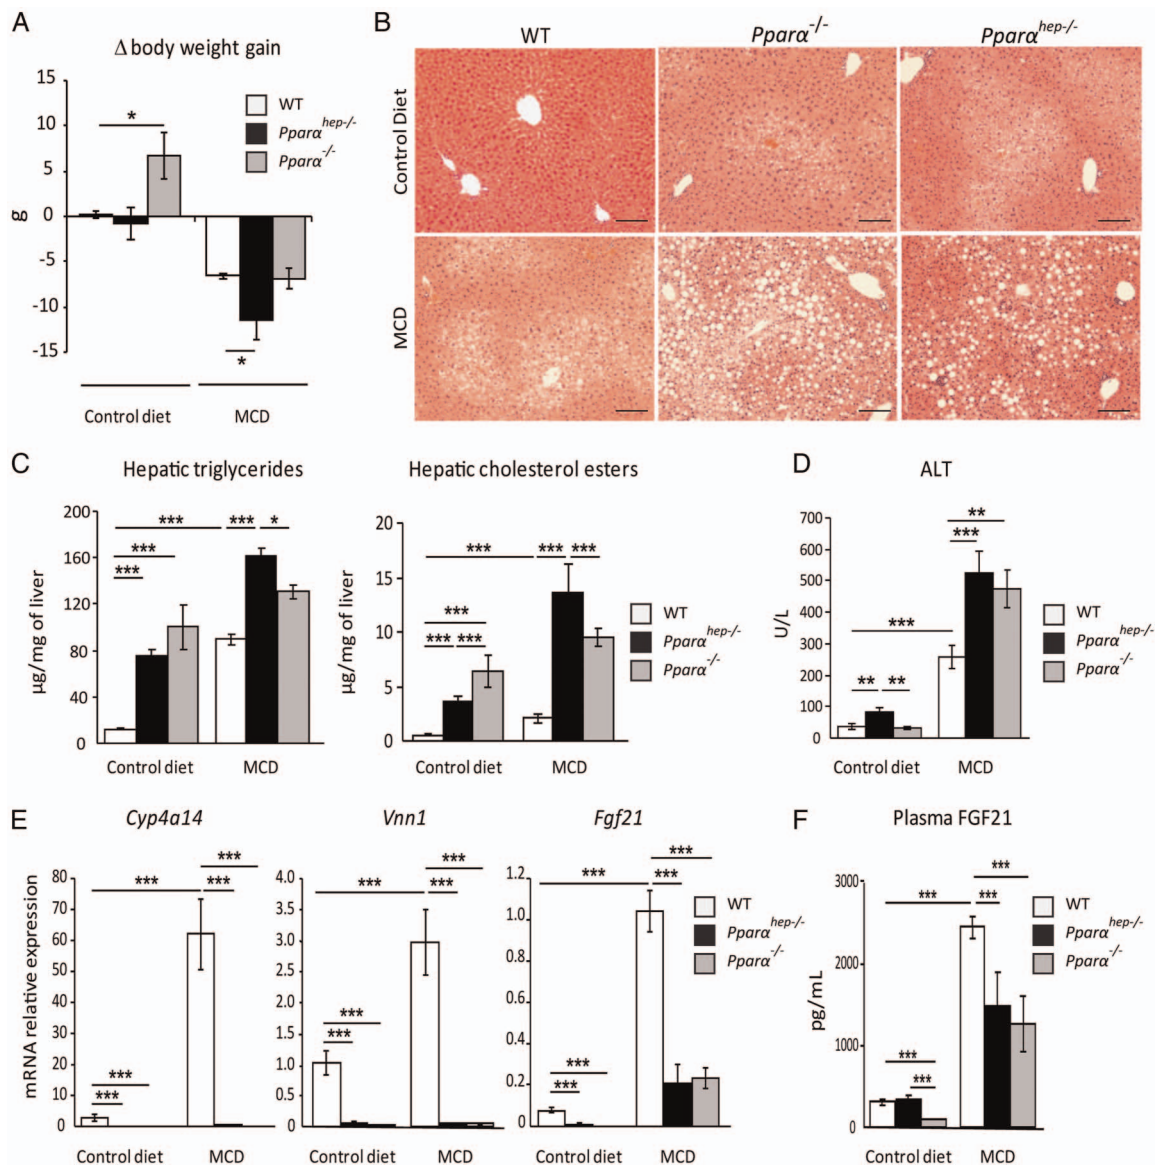 A
Δ body weight gain
15
10
5
0
-5
-10
-15
g
*
*
WT
Pparα hep-/-
Pparα -/-
Control diet
MCD
B
WT
Pparα -/-
Pparα hep-/-
Control Diet
MCD
C
Hepatic triglycerides
200
160
120
80
40
0
µg/mg of liver
*** *** *
***
***
Control diet
MCD
Hepatic cholesterol esters
20
15
10
5
0
µg/mg of liver
*** *** ***
***
*** ***
Control diet
MCD
WT
Pparα hep-/-
Pparα -/-
D
ALT
700
600
500
400
300
200
100
0
U/L
**
***
***
** **
Control diet
MCD
WT
Pparα hep-/-
Pparα -/-
E
Cyp4a14
80
70
60
50
40
30
20
10
0
mRNA relative expression
***
*** ***
***
***
Control diet
MCD
Vnn1
4.0
3.5
3.0
2.5
2.0
1.5
1.0
0.5
0
***
*** ***
***
***
Control diet
MCD
Fgf21
1.2
1.0
0.8
0.6
0.4
0.2
0
***
*** ***
***
***
Control diet
MCD
WT
Pparα hep-/-
Pparα -/-
F
Plasma FGF21
3000
2000
1000
0
pg/mL
***
*** ***
***
***
Control diet
MCD
WT
Pparα hep-/-
Pparα -/-